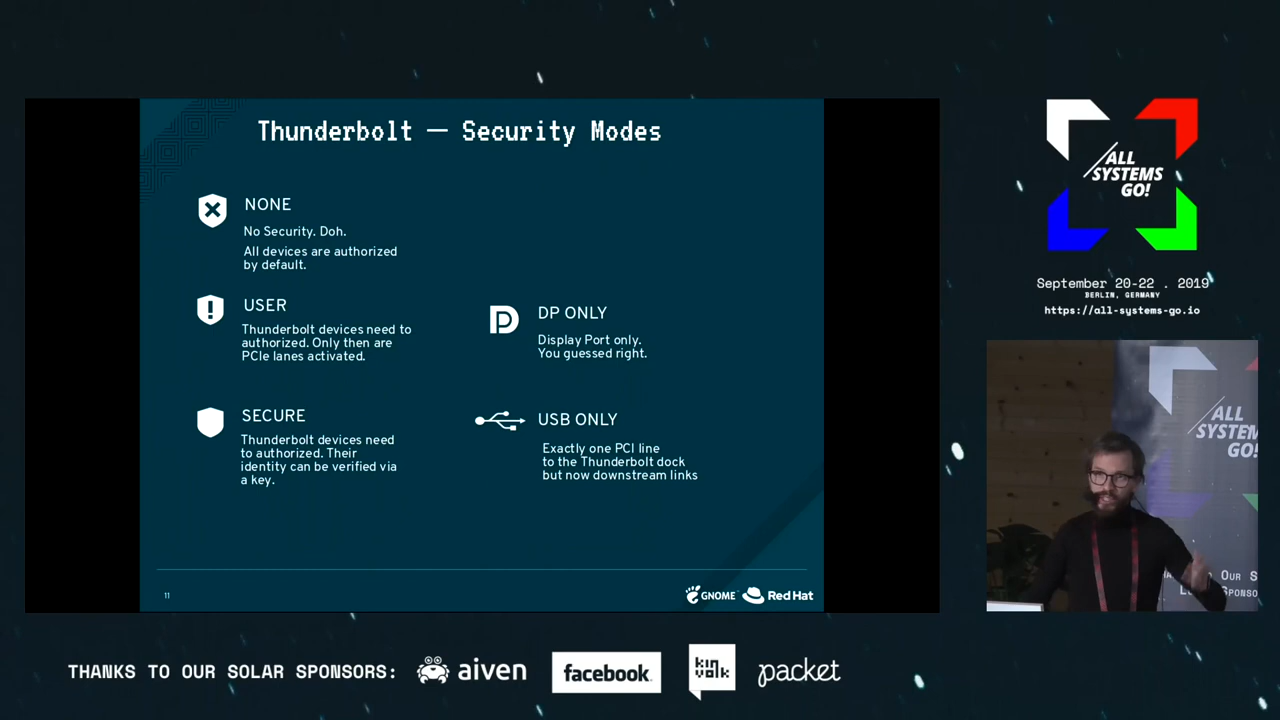 Thunderbolt — Security Modes
NONE
No Security. Doh.
All devices are authorized
by default.
USER
Thunderbolt devices need to
authorized. Only then are
PCIe lanes activated.
SECURE
Thunderbolt devices need
to authorized. Their
identity can be verified via
a key.
DP ONLY
Display Port only.
You guessed right.
USB ONLY
Exactly one PCI line
to the Thunderbolt dock
but now downstream links
11
GNOME
Red Hat
ALL
SYSTEMS
GO!
September 20-22 . 2019
BERLIN, GERMANY
https://all-systems-go.io
ALL
SYSTEM
GO!
Our S
THANKS TO OUR SOLAR SPONSORS:
aiven
facebook
kinvolk
packet